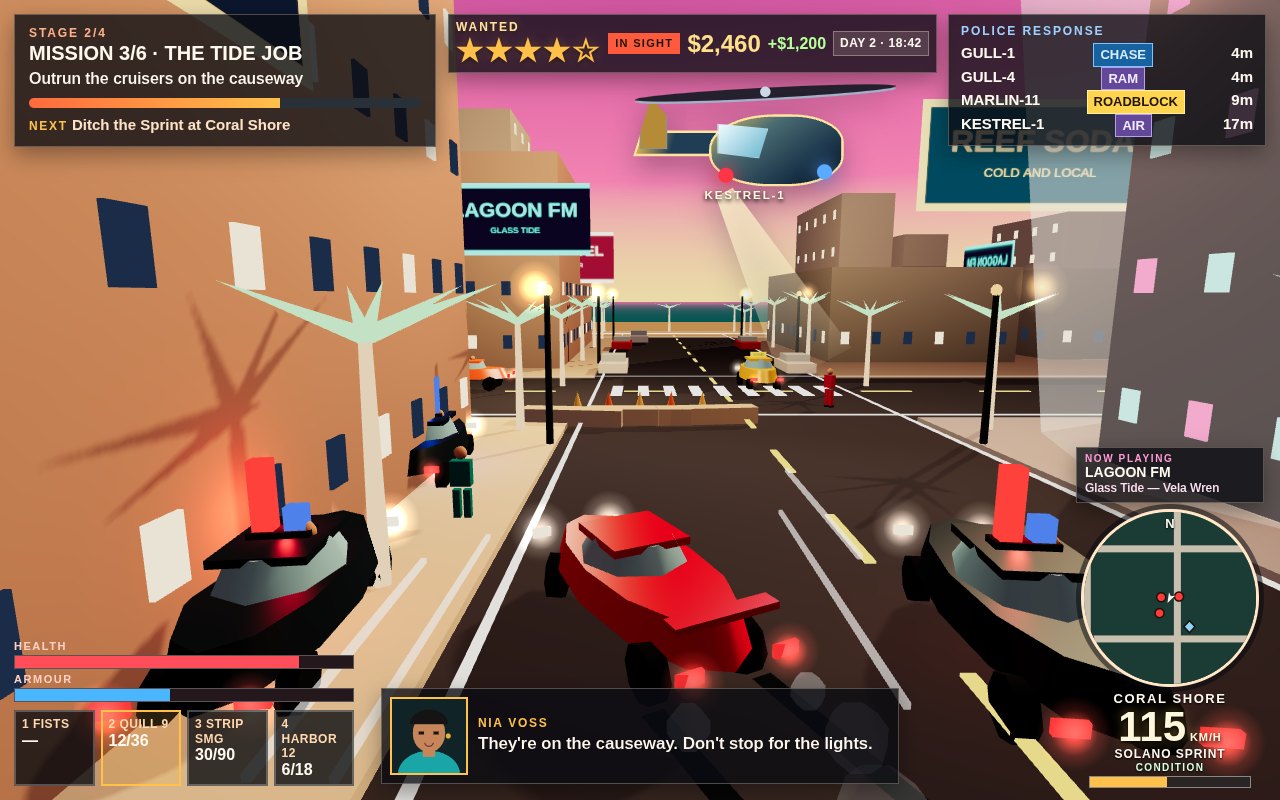 STAGE 2/4
MISSION 3/6 · THE TIDE JOB
Outrun the cruisers on the causeway
NEXT Ditch the Sprint at Coral Shore
WANTED
★★★★☆ IN SIGHT $2,460 +$1,200 DAY 2 · 18:42
POLICE RESPONSE
GULL-1 CHASE 4m
GULL-4 RAM 4m
MARLIN-11 ROADBLOCK 9m
KESTREL-1 AIR 17m
REEF SODA
COLD AND LOCAL
KESTREL-1
LAGOON FM
GLASS TIDE
EL
LAGOON FM
NOW PLAYING
LAGOON FM
Glass Tide — Vela Wren
N
HEALTH
ARMOUR
1 FISTS
—
2 QUILL 9
12/36
3 STRIP SMG
30/90
4 HARBOR 12
6/18
NIA VOSS
They're on the causeway. Don't stop for the lights.
CORAL SHORE
115 KM/H
SOLANO SPRINT
CONDITION